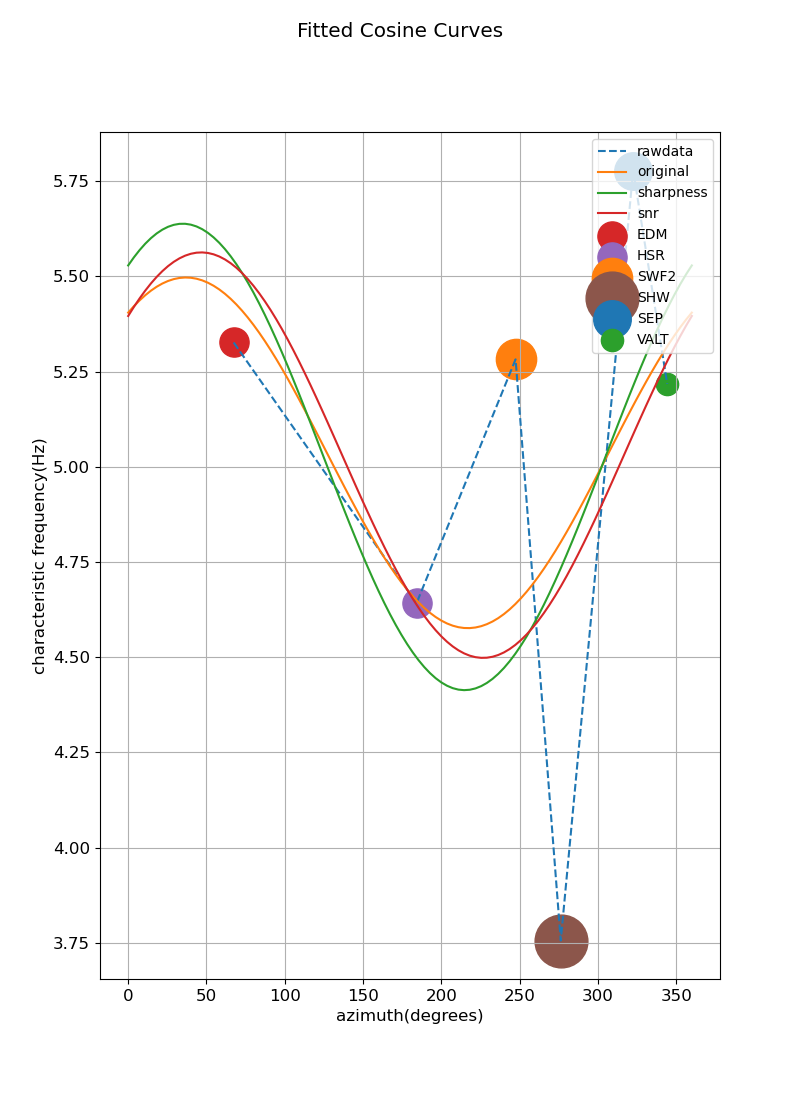 Fitted Cosine Curves
rawdata
original
sharpness
snr
EDM
HSR
SWF2
SHW
SEP
VALT
characteristic frequency(Hz)
5.75
5.50
5.25
5.00
4.75
4.50
4.25
4.00
3.75
0 50 100 150 200 250 300 350
azimuth(degrees)